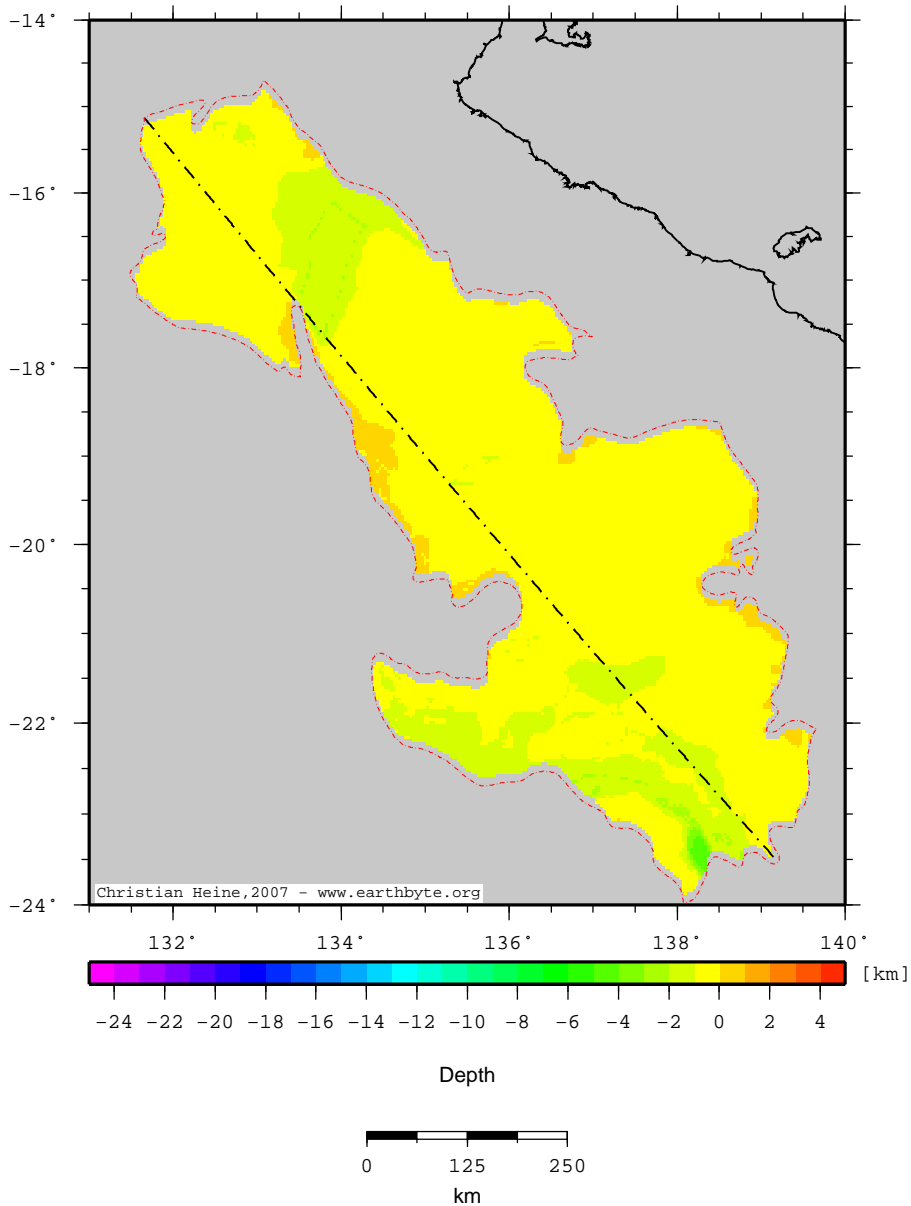 −14˚
−16˚
−18˚
−20˚
−22˚
−24˚
Christian Heine,2007 − www.earthbyte.org
132˚ 134˚ 136˚ 138˚ 140˚
[km]
−24 −22 −20 −18 −16 −14 −12 −10 −8 −6 −4 −2 0 2 4
Depth
0 125 250
km